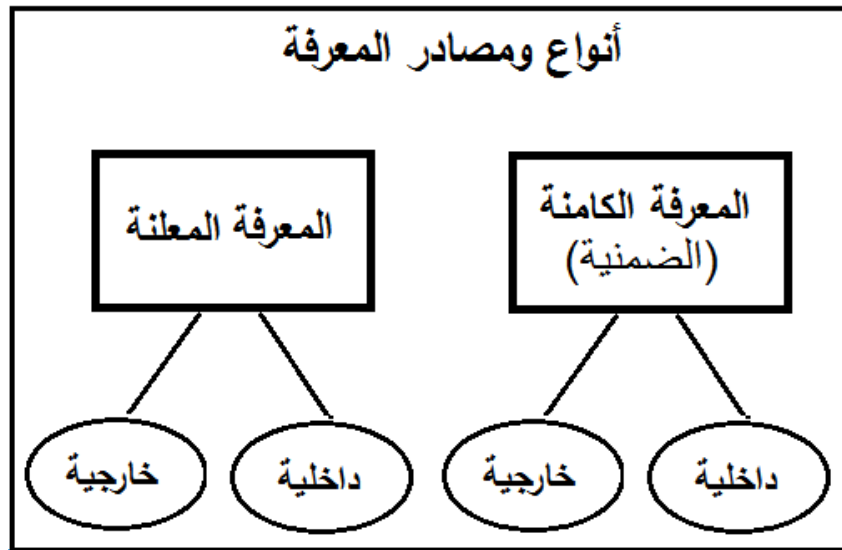 أنواع ومصادر المعرفة
المعرفة الكامنة
(الضمنية)
المعرفة المعلنة
داخلية
خارجية
داخلية
خارجية